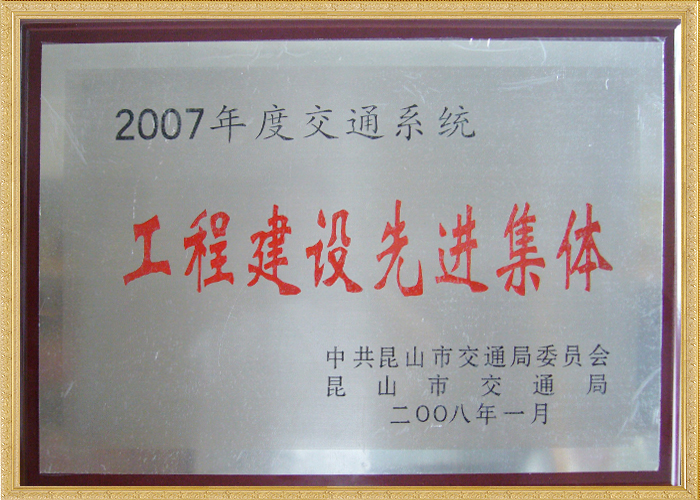 2007年度交通系统
工程建设先进集体
中共昆山市交通局委员会
昆山市交通局
二〇〇八年一月